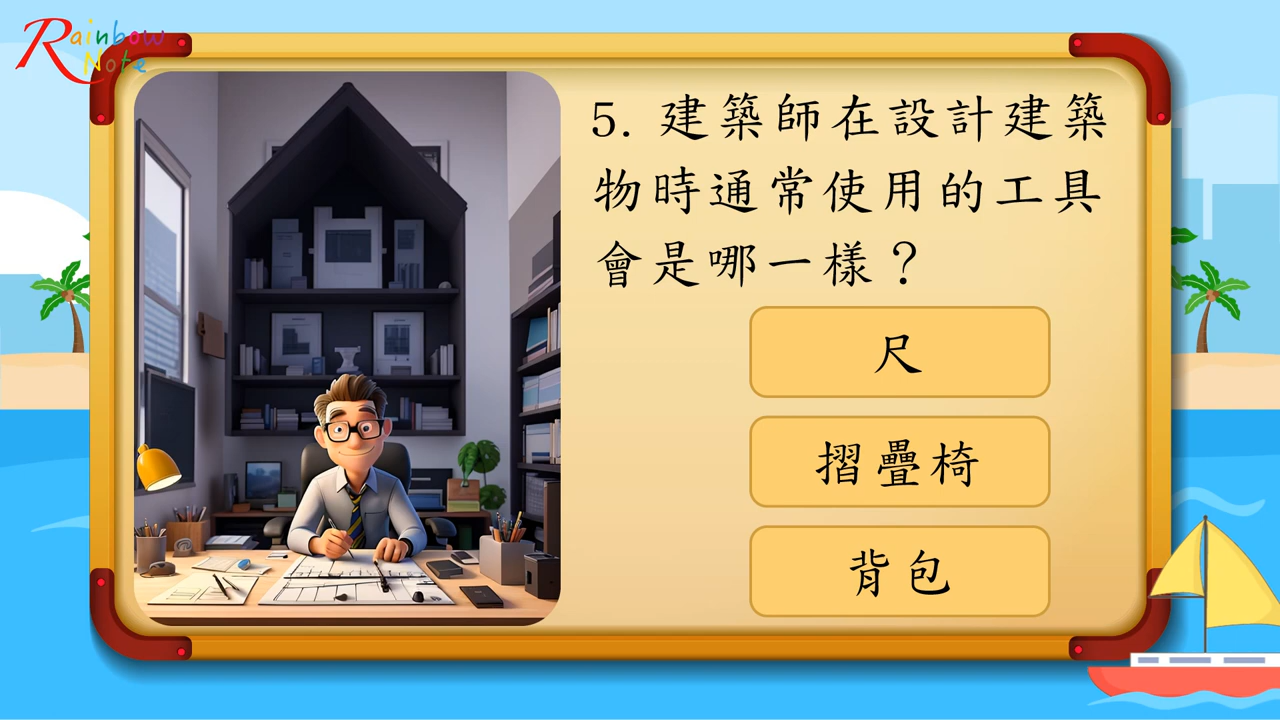 Rainbow
Note
5. 建築師在設計建築
物時通常使用的工具
會是哪一樣？
尺
摺疊椅
背包